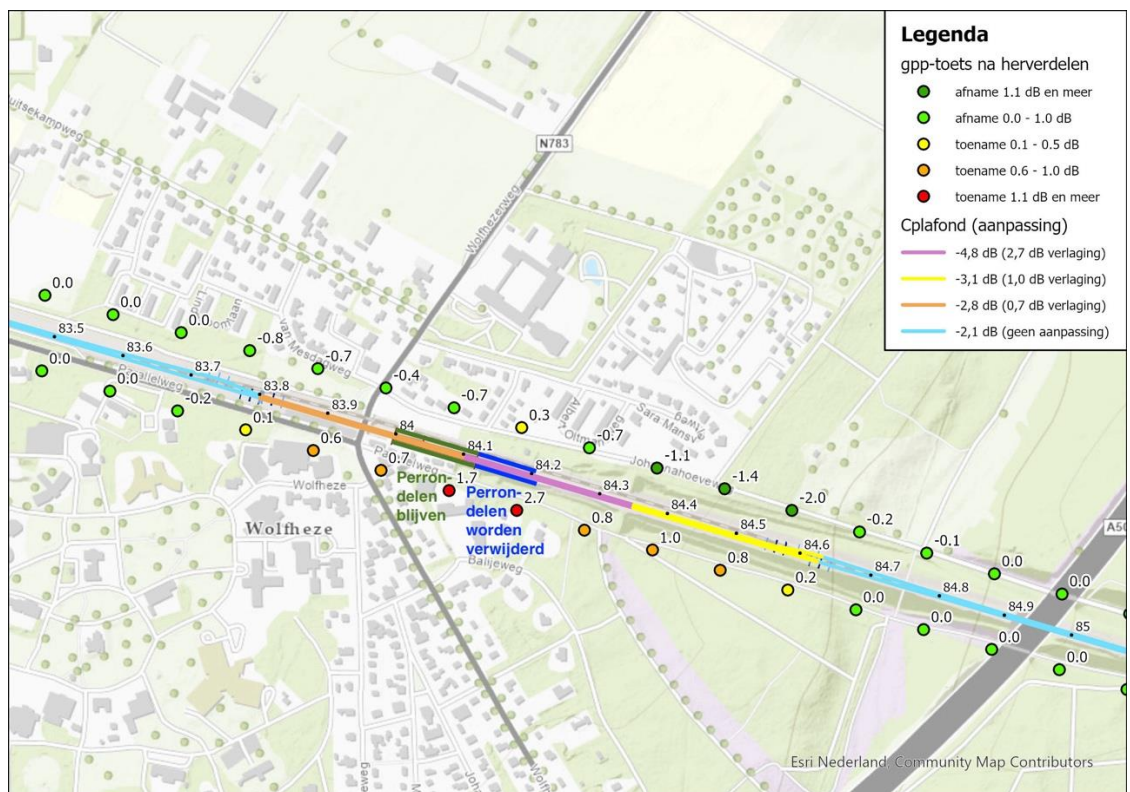 Legenda
gpp-toets na herverdelen
afname 1.1 dB en meer
afname 0.0 - 1.0 dB
toename 0.1 - 0.5 dB
toename 0.6 - 1.0 dB
toename 1.1 dB en meer
Cplafond (aanpassing)
-4,8 dB (2,7 dB verlaging)
-3,1 dB (1,0 dB verlaging)
-2,8 dB (0,7 dB verlaging)
-2,1 dB (geen aanpassing)
uitsekampweg
N783
Wolfhezerweg
van Mesdagweg
0.0
0.0
0.0
-0.8
-0.7
-0.4
-0.7
0.3
-0.7
-1.1
-1.4
-2.0
-0.2
-0.1
0.0
0.0
83.5
83.6
83.7
83.8
83.9
84
84.1
84.2
84.3
84.4
84.5
84.6
84.7
84.8
84.9
85
0.0
0.0
-0.2
0.1
0.6
0.7
1.7
2.7
0.8
1.0
0.8
0.2
0.0
0.0
0.0
0.0
Parallelweg
Parallelweg
Johannahoeveweg
A50
Perron-
delen
blijven
Perron-
delen
worden
verwijderd
Wolfheze
Wolfheze
Balijeweg
Esri Nederland, Community Map Contributors